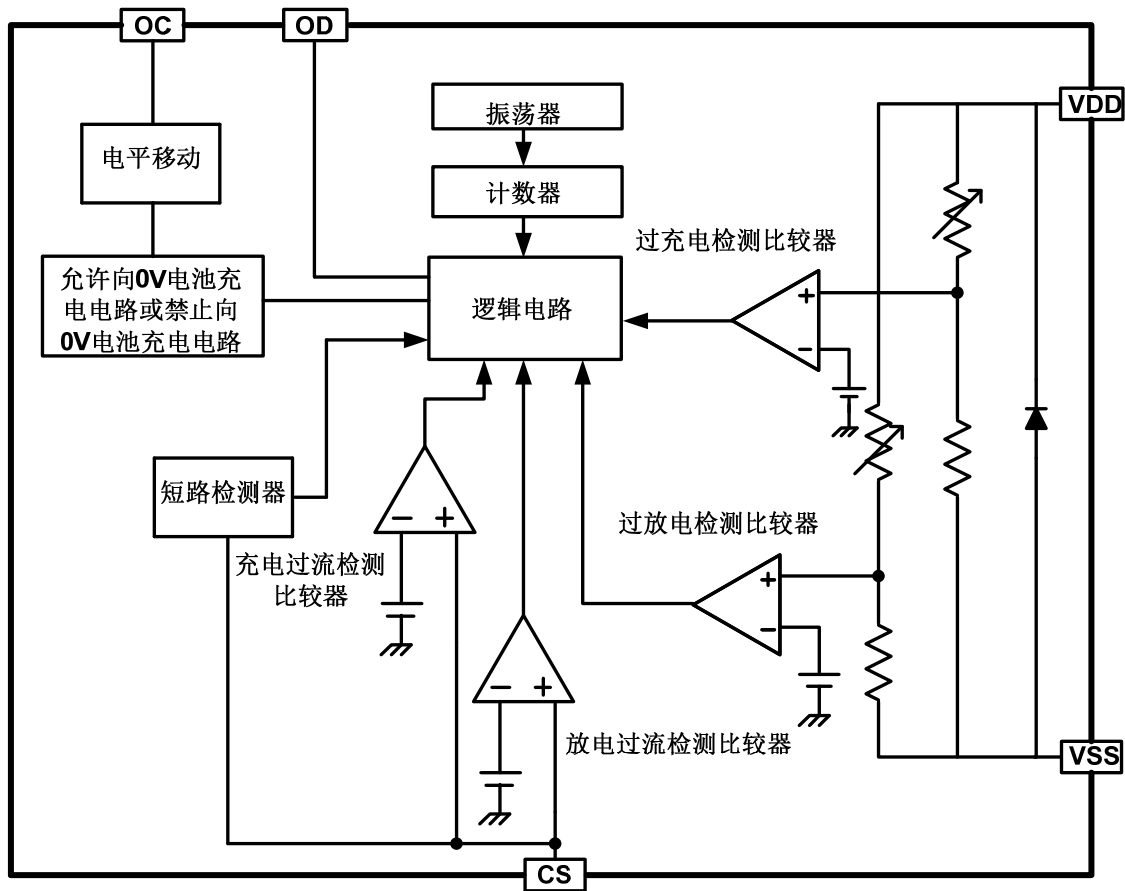 OC
OD
振荡器
VDD
电平移动
计数器
过充电检测比较器
允许向0V电池充
电电路或禁止向
0V电池充电电路
逻辑电路
+
−
短路检测器
− +
过放电检测比较器
充电过流检测
比较器
+
−
− +
放电过流检测比较器
VSS
CS